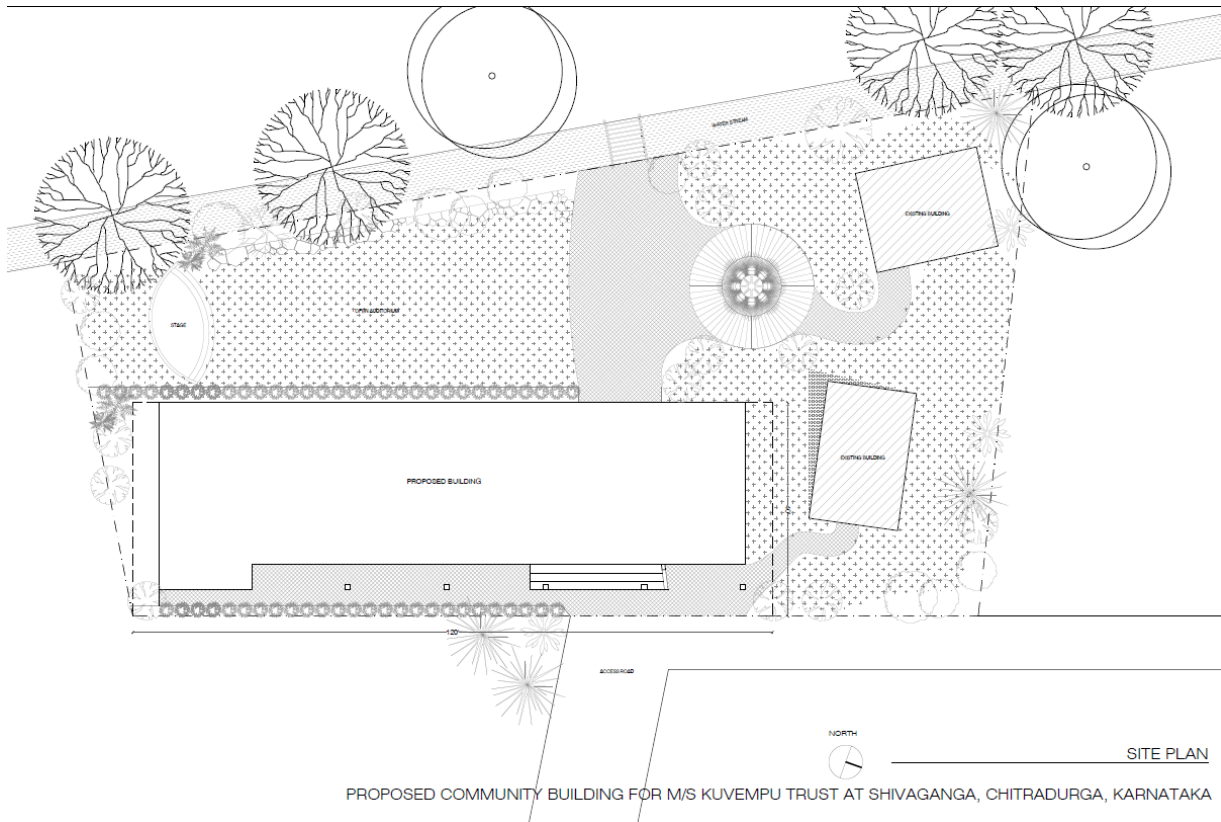 WATER STREAM
EXISTING BUILDING
STAGE
OPEN AUDITORIUM
EXISTING BUILDING
PROPOSED BUILDING
40'
120'
ACCESS ROAD
NORTH
SITE PLAN
PROPOSED COMMUNITY BUILDING FOR M/S KUVEMPU TRUST AT SHIVAGANGA, CHITRADURGA, KARNATAKA